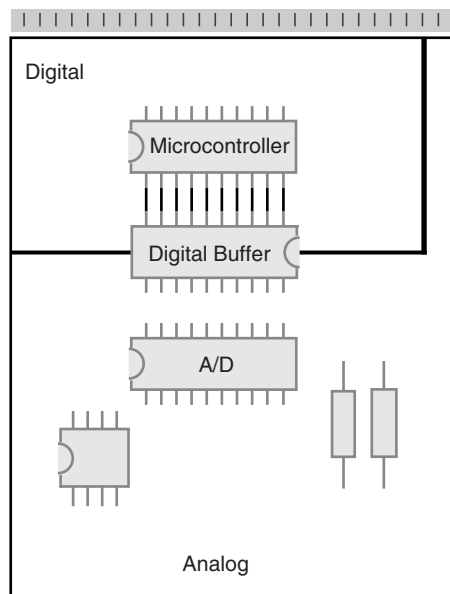 Digital
Microcontroller
Digital Buffer
A/D
Analog